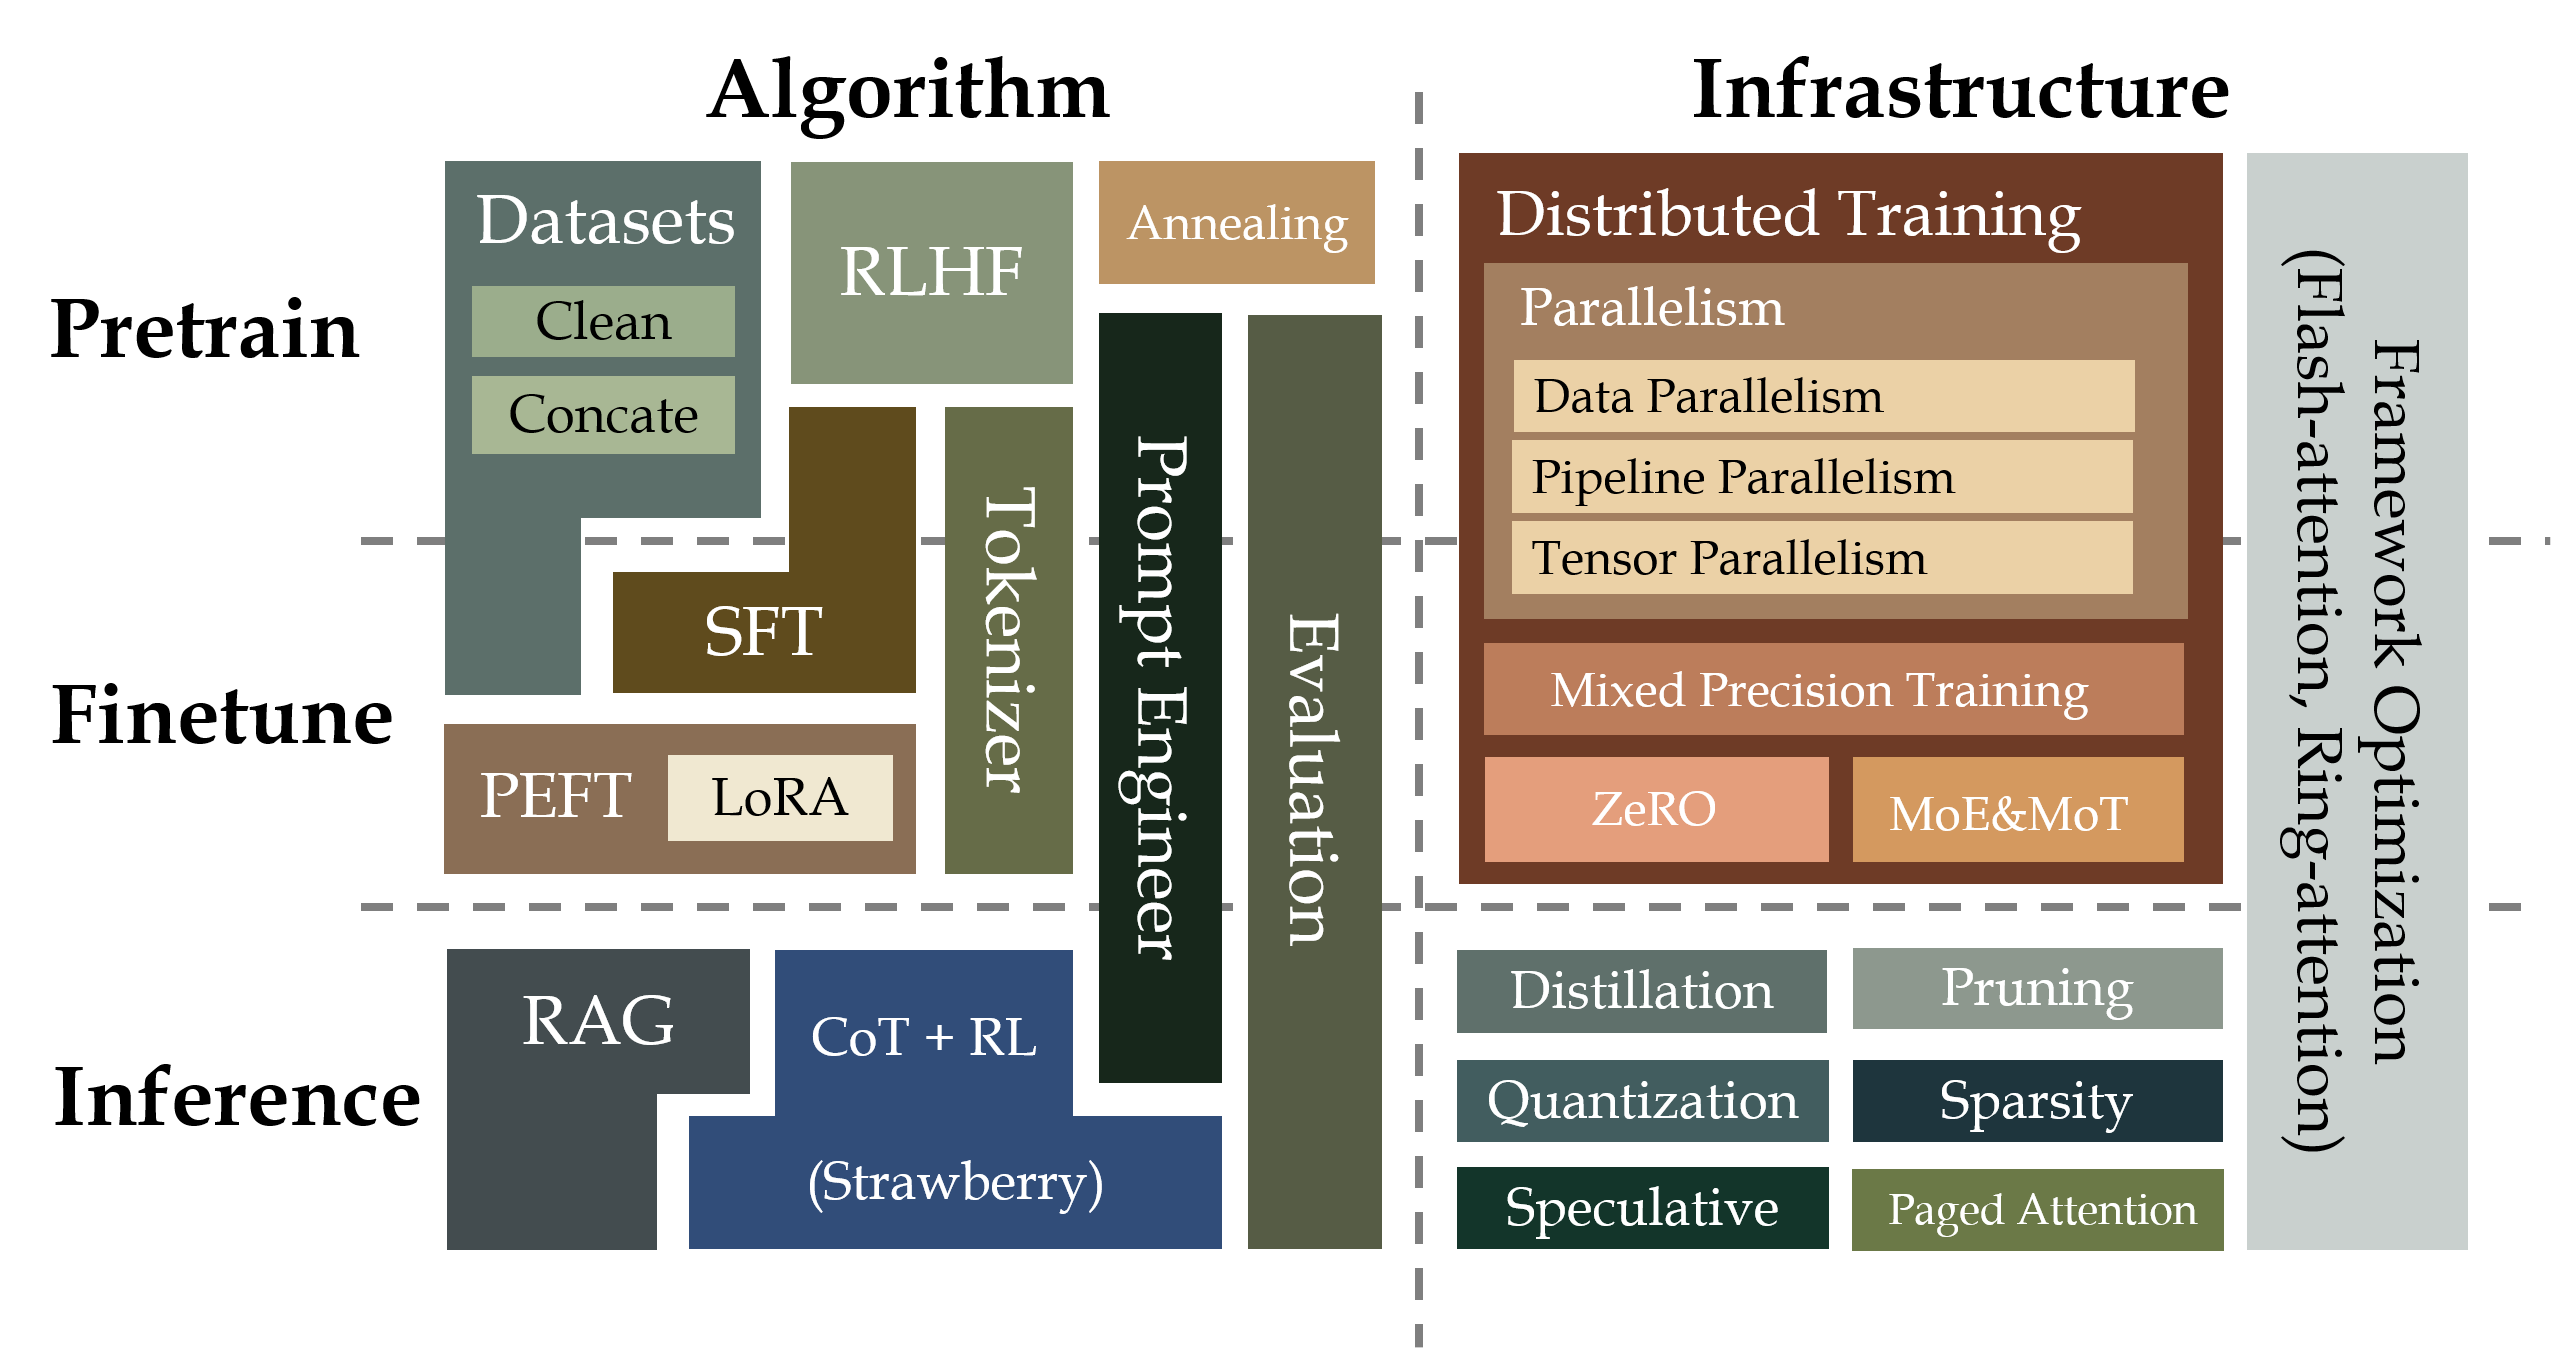 Algorithm
Infrastructure
Pretrain
Finetune
Inference
Datasets
Clean
Concate
RLHF
Annealing
SFT
Tokenizer
Prompt Engineer
Evaluation
PEFT
LoRA
RAG
CoT + RL
(Strawberry)
Distributed Training
Parallelism
Data Parallelism
Pipeline Parallelism
Tensor Parallelism
Mixed Precision Training
ZeRO
MoE&MoT
Distillation
Pruning
Quantization
Sparsity
Speculative
Paged Attention
Framework Optimization
(Flash-attention, Ring-attention)